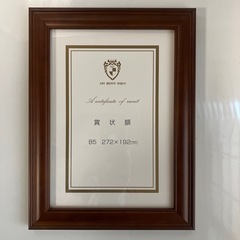 A certificate of merit
賞状額
B5 272×192㎜